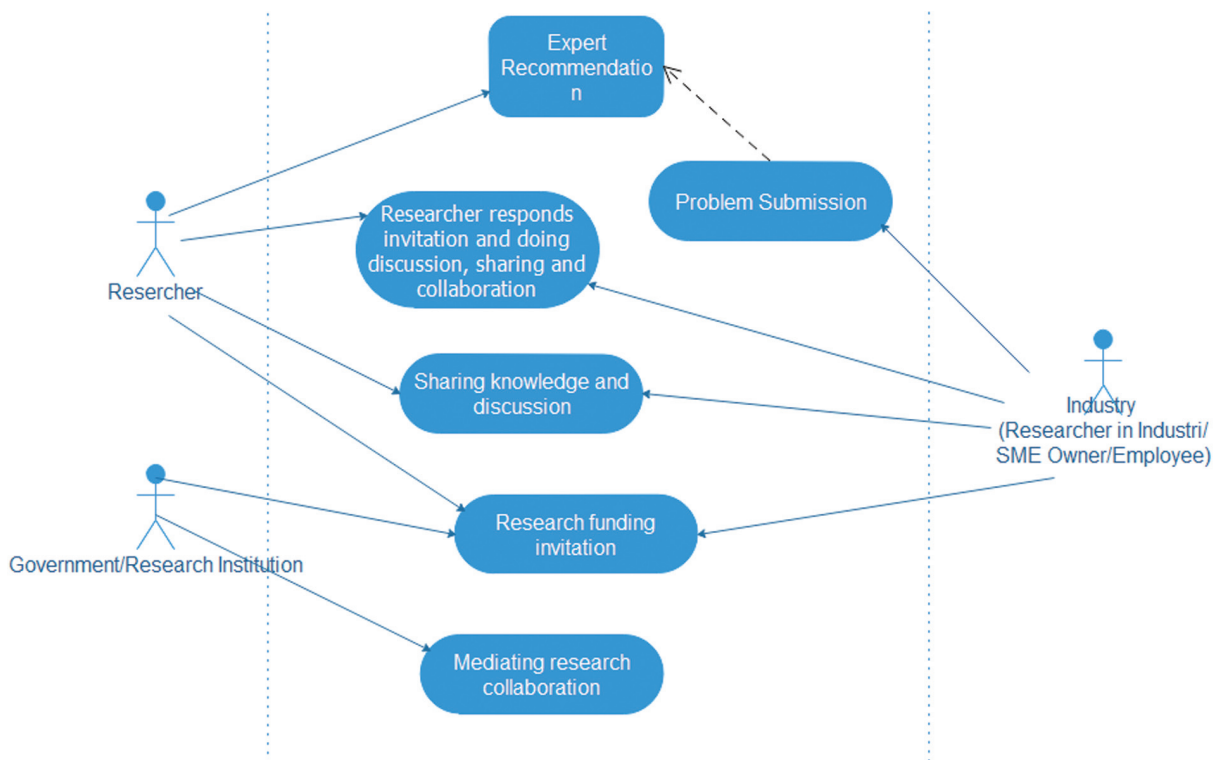 Expert
Recommendatio
n
Problem Submission
Researcher responds
invitation and doing
discussion, sharing and
collaboration
Resercher
Sharing knowledge and
discussion
Industry
(Researcher in Industri/
SME Owner/Employee)
Research funding
invitation
Government/Research Institution
Mediating research
collaboration